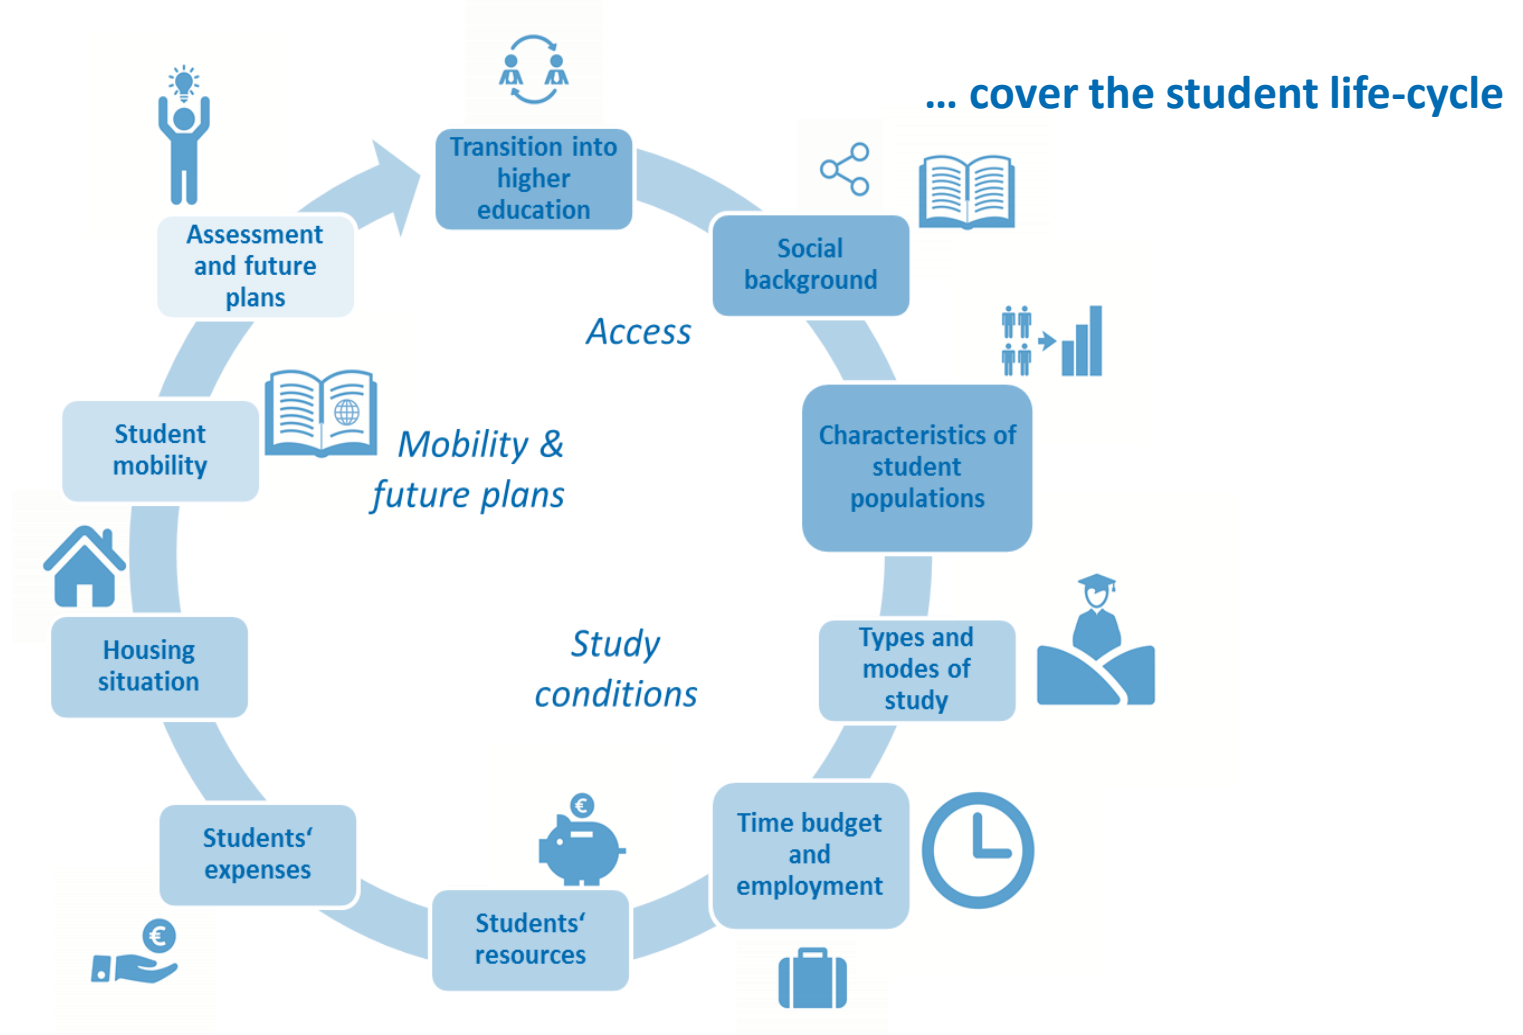 … cover the student life-cycle
Transition into
higher
education
Social
background
Characteristics of
student
populations
Types and
modes of
study
Time budget
and
employment
Students‘
resources
Students‘
expenses
Housing
situation
Student
mobility
Assessment
and future
plans
Access
Mobility &
future plans
Study
conditions
€
€